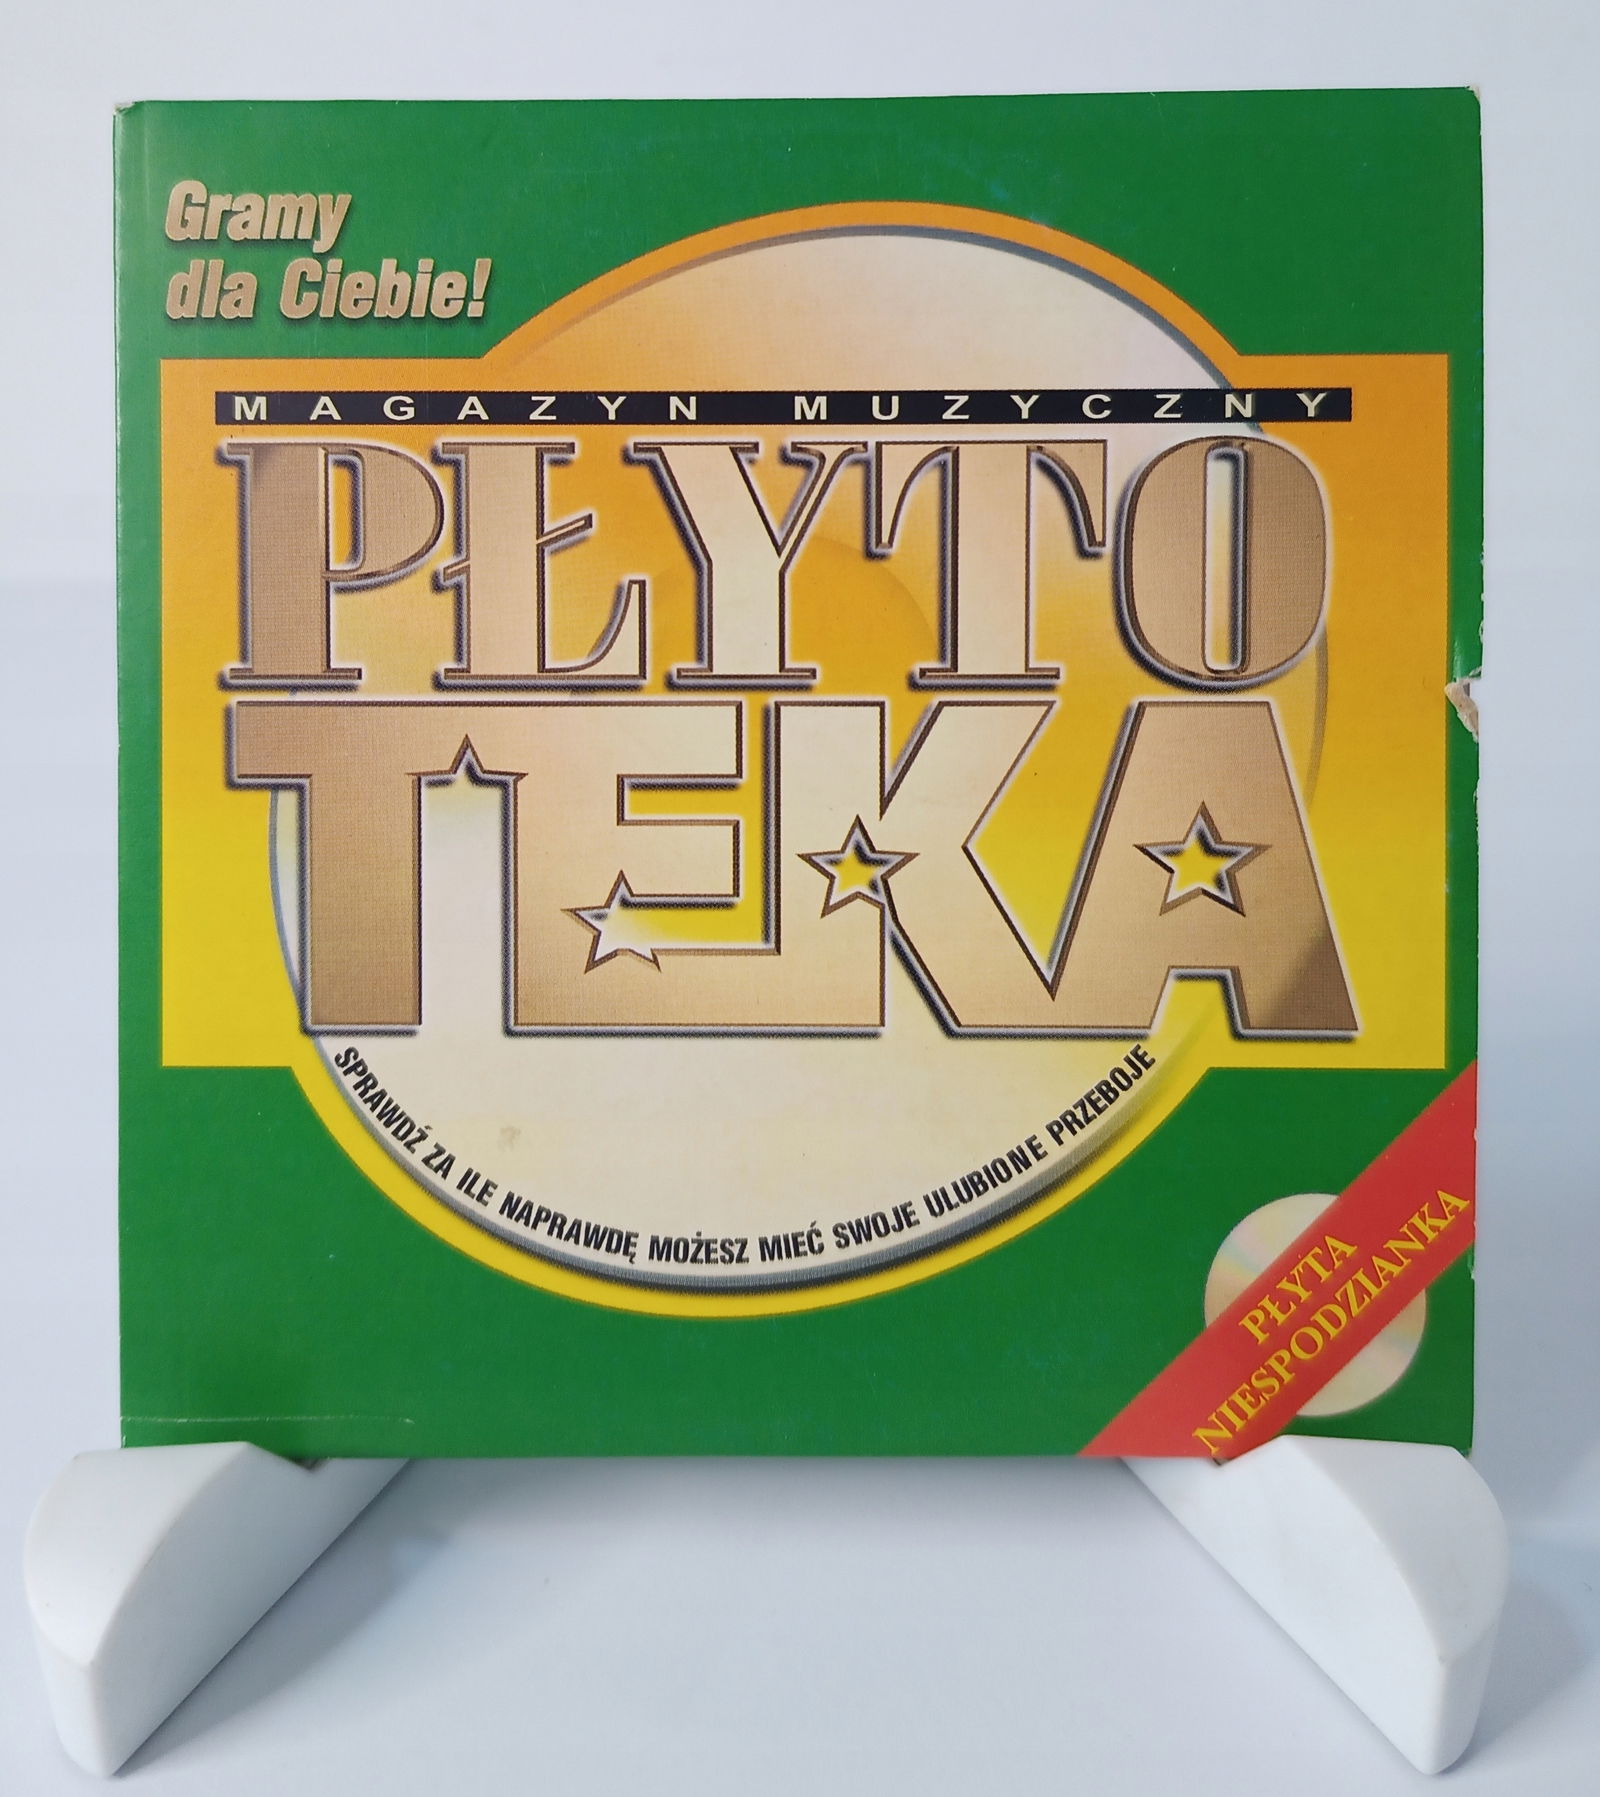 Gramy
dla Ciebie!
MAGAZYN MUZYCZNY
PŁYTO
TEKA
SPRAWDŹ ZA ILE NAPRAWDĘ MOŻESZ MIEĆ SWOJE ULUBIONE PRZEBOJE
PŁYTA
NIESPODZIANKA